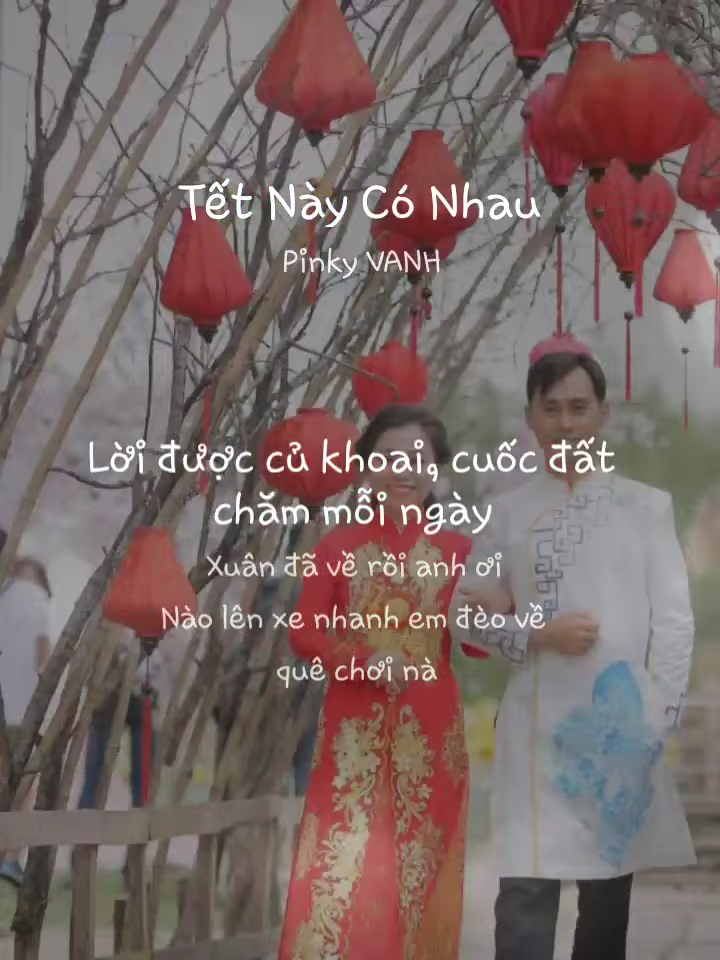 Tết Này Có Nhau
Pinky VANH
Lời được củ khoai, cuốc đất
chăm mỗi ngày
Xuân đã về rồi anh ơi
Nào lên xe nhanh em đèo về
quê chơi nà